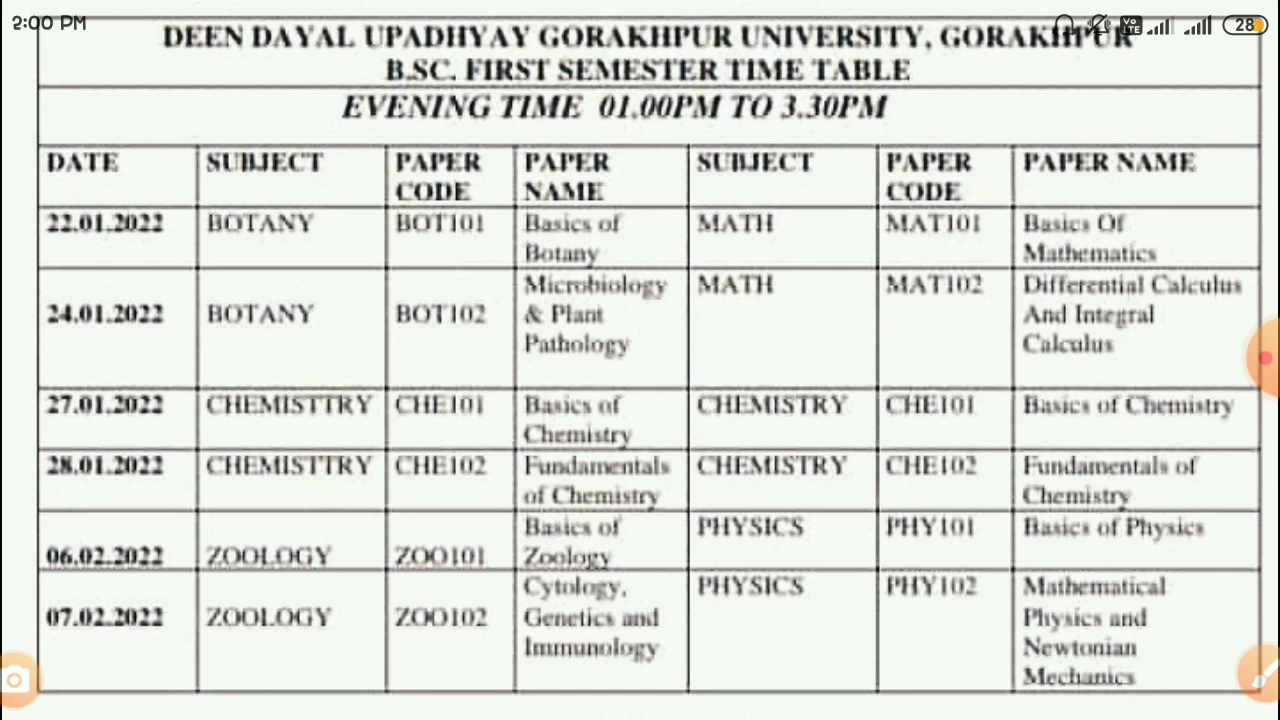 2:00 PM
Vo LTE
28
DEEN DAYAL UPADHYAY GORAKHPUR UNIVERSITY, GORAKHPUR
B.SC. FIRST SEMESTER TIME TABLE
EVENING TIME 01.00PM TO 3.30PM
DATE SUBJECT PAPER CODE PAPER NAME SUBJECT PAPER CODE PAPER NAME
22.01.2022 BOTANY BOT101 Basics of Botany MATH MAT101 Basics Of Mathematics
24.01.2022 BOTANY BOT102 Microbiology & Plant Pathology MATH MAT102 Differential Calculus And Integral Calculus
27.01.2022 CHEMISTTRY CHE101 Basics of Chemistry CHEMISTRY CHE101 Basics of Chemistry
28.01.2022 CHEMISTTRY CHE102 Fundamentals of Chemistry CHEMISTRY CHE102 Fundamentals of Chemistry
06.02.2022 ZOOLOGY ZOO101 Basics of Zoology PHYSICS PHY101 Basics of Physics
07.02.2022 ZOOLOGY ZOO102 Cytology, Genetics and Immunology PHYSICS PHY102 Mathematical Physics and Newtonian Mechanics